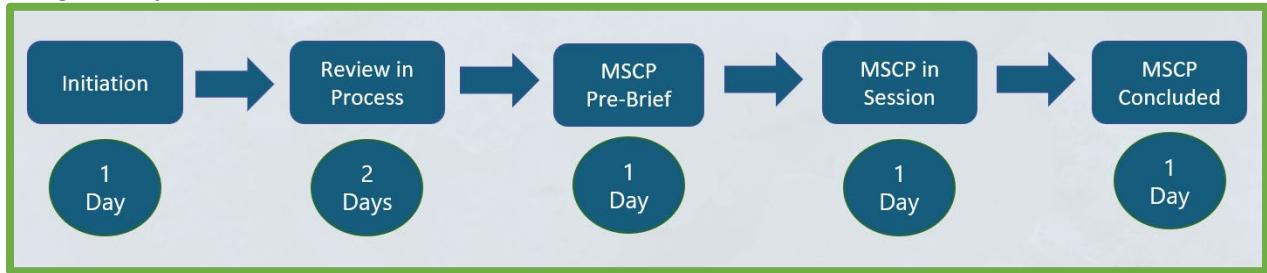 Initiation
Review in
Process
MSCP
Pre-Brief
MSCP in
Session
MSCP
Concluded
1
Day
2
Days
1
Day
1
Day
1
Day